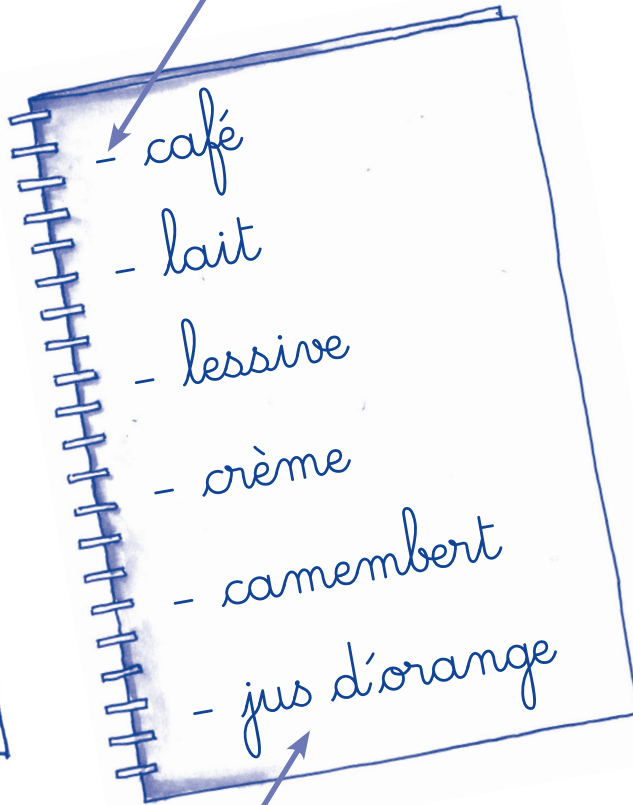 - café
- lait
- lessive
- crème
- camembert
- jus d'orange